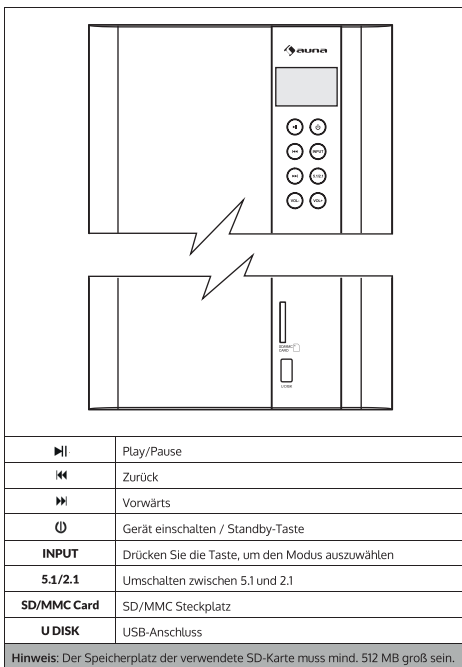 auna
INPUT
5.1/2.1
VOL- VOL+
SD/MMC
CARD
U DISK
Play/Pause
Zurück
Vorwärts
Gerät einschalten / Standby-Taste
INPUT Drücken Sie die Taste, um den Modus auszuwählen
5.1/2.1 Umschalten zwischen 5.1 und 2.1
SD/MMC Card SD/MMC Steckplatz
U DISK USB-Anschluss
Hinweis: Der Speicherplatz der verwendete SD-Karte muss mind. 512 MB groß sein.